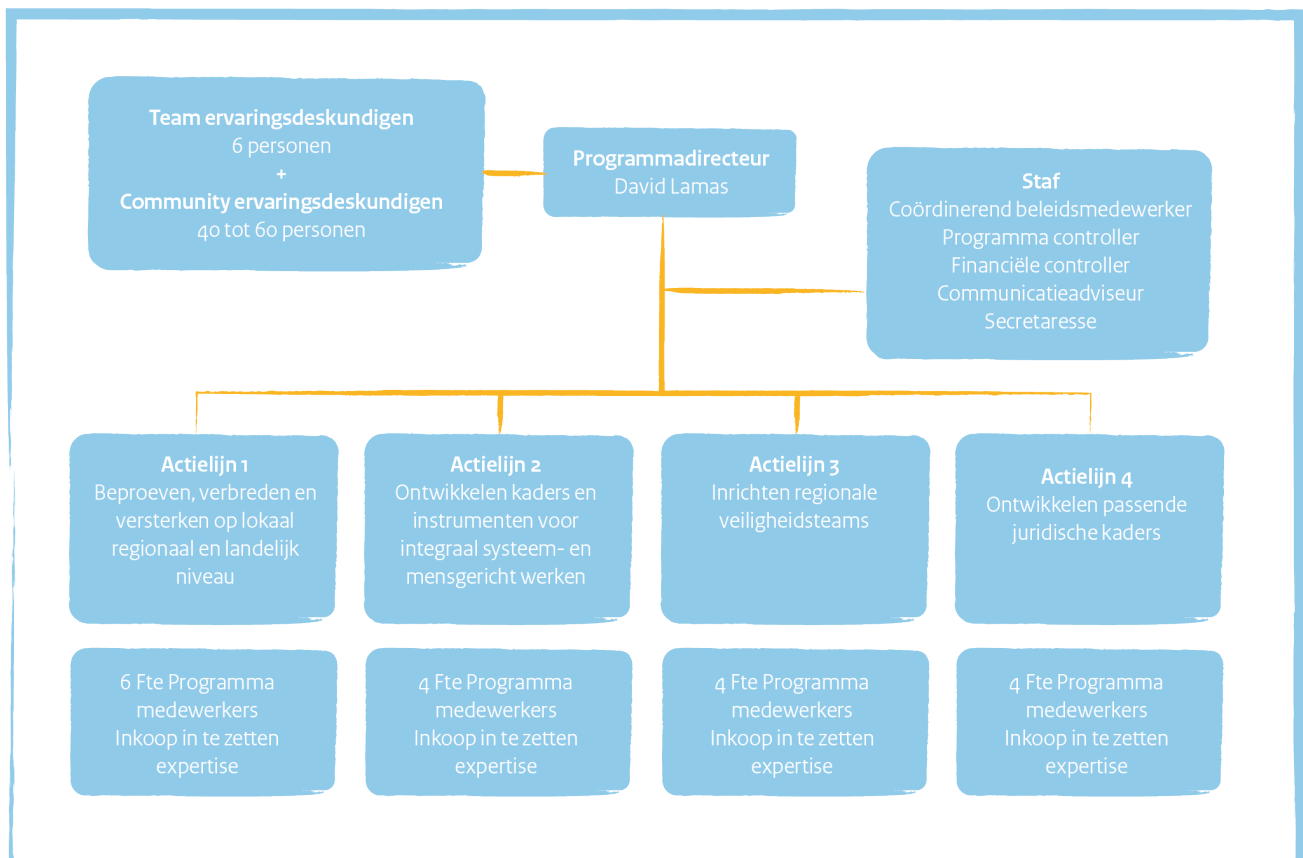 Team ervaringsdeskundigen
6 personen
+
Community ervaringsdeskundigen
40 tot 60 personen
Programmadirecteur
David Lamas
Staf
Coördinerend beleidsmedewerker
Programma controller
Financiële controller
Communicatieadviseur
Secretaresse
Actielijn 1
Beproeven, verbreden en
versterken op lokaal
regionaal en landelijk
niveau
Actielijn 2
Ontwikkelen kaders en
instrumenten voor
integraal systeem- en
mensgericht werken
Actielijn 3
Inrichten regionale
veiligheidsteams
Actielijn 4
Ontwikkelen passende
juridische kaders
6 Fte Programma
medewerkers
Inkoop in te zetten
expertise
4 Fte Programma
medewerkers
Inkoop in te zetten
expertise
4 Fte Programma
medewerkers
Inkoop in te zetten
expertise
4 Fte Programma
medewerkers
Inkoop in te zetten
expertise